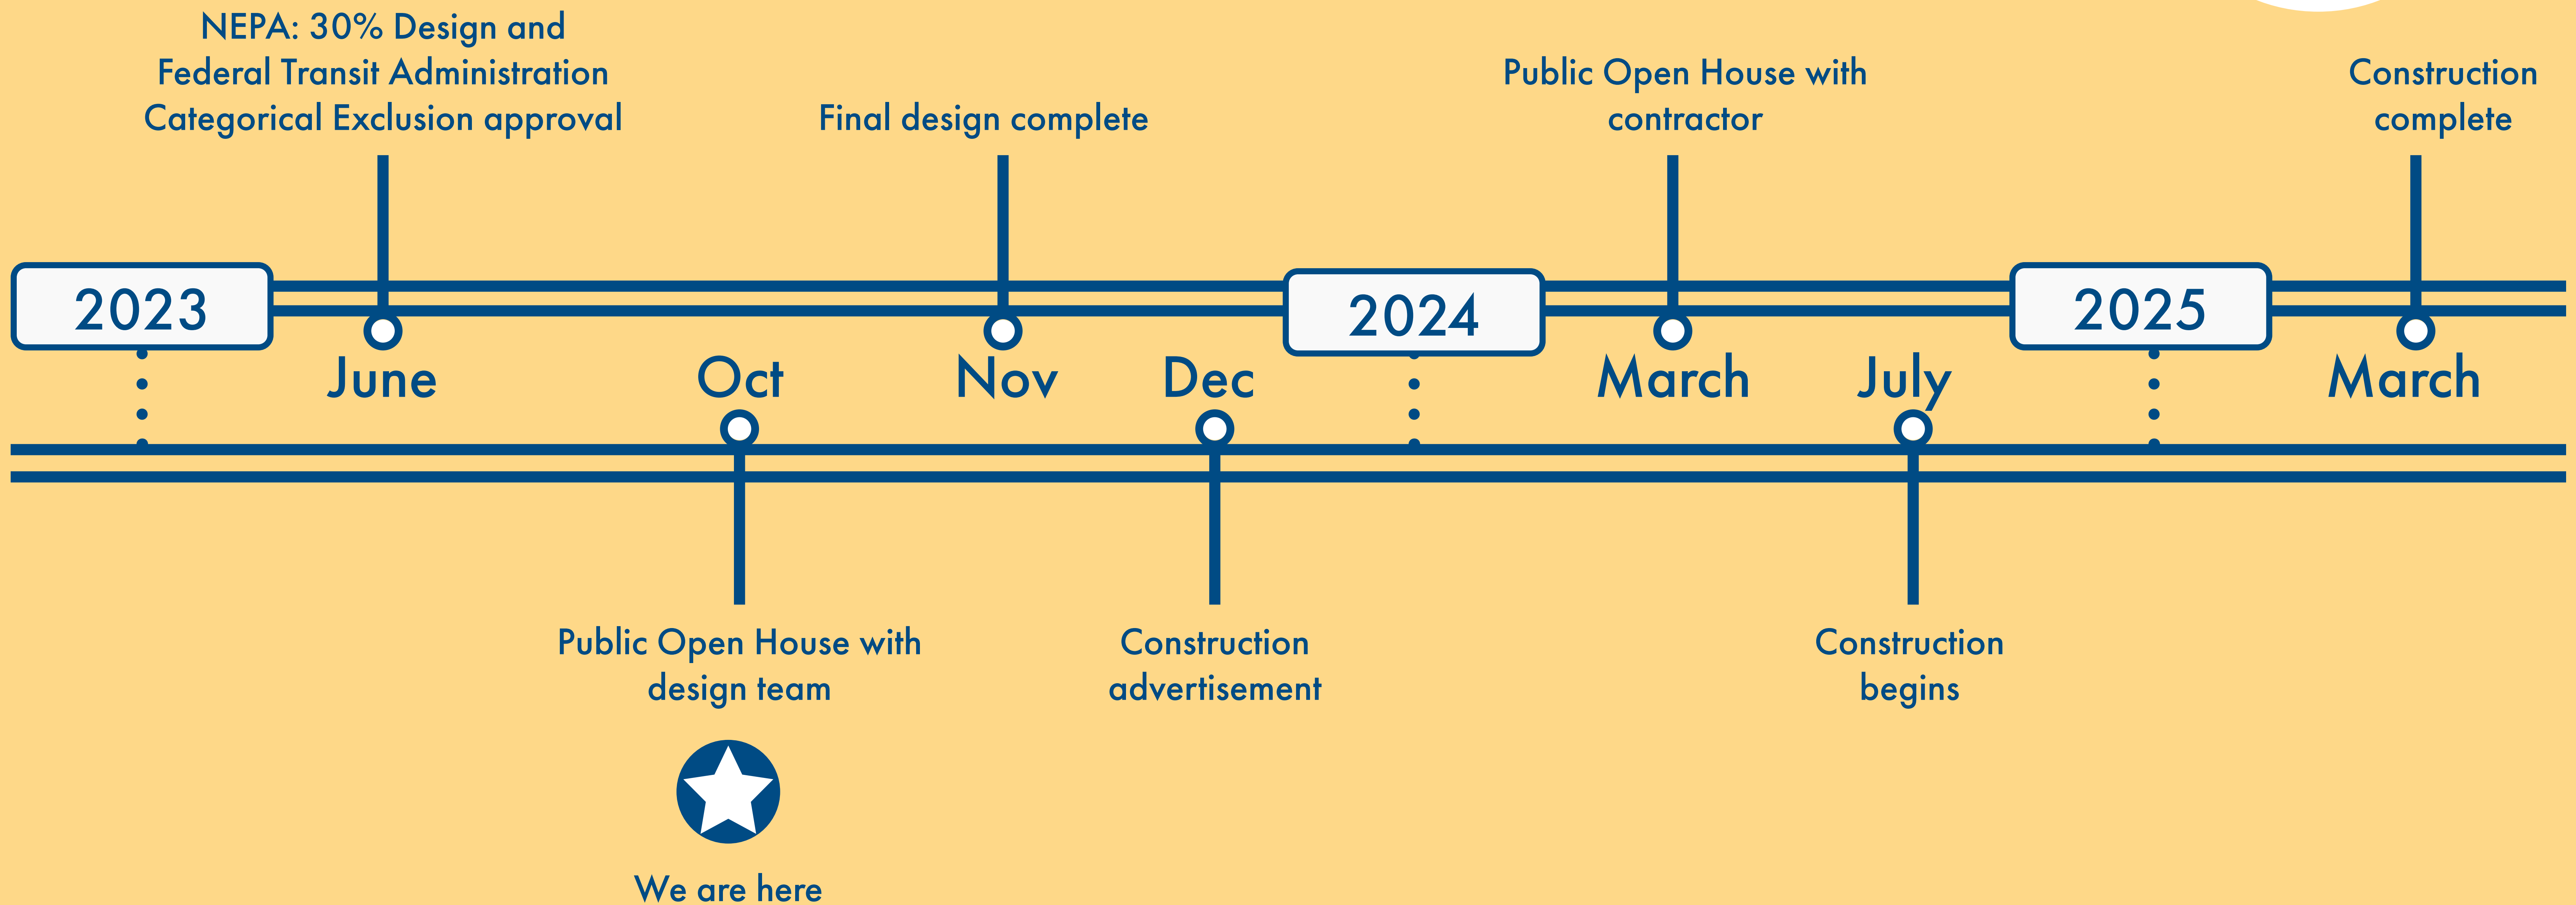 NEPA: 30% Design and
Federal Transit Administration
Categorical Exclusion approval
Final design complete
Public Open House with
contractor
Construction
complete
2023
2024
2025
June
Oct
Nov
Dec
March
July
March
Public Open House with
design team
Construction
advertisement
Construction
begins
We are here